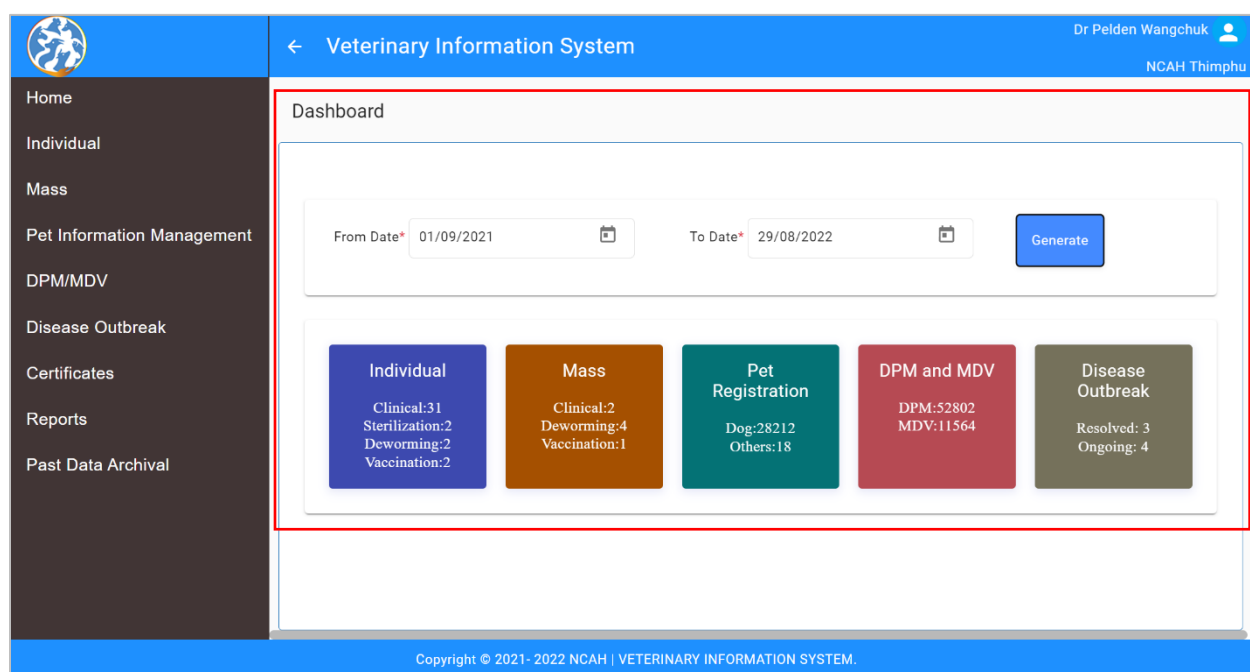 Veterinary Information System
Dr Pelden Wangchuk
NCAH Thimphu
Home
Individual
Mass
Pet Information Management
DPM/MDV
Disease Outbreak
Certificates
Reports
Past Data Archival
Dashboard
From Date* 01/09/2021
To Date* 29/08/2022
Generate
Individual
Clinical:31
Sterilization:2
Deworming:2
Vaccination:2
Mass
Clinical:2
Deworming:4
Vaccination:1
Pet
Registration
Dog:28212
Others:18
DPM and MDV
DPM:52802
MDV:11564
Disease
Outbreak
Resolved: 3
Ongoing: 4
Copyright © 2021- 2022 NCAH | VETERINARY INFORMATION SYSTEM.